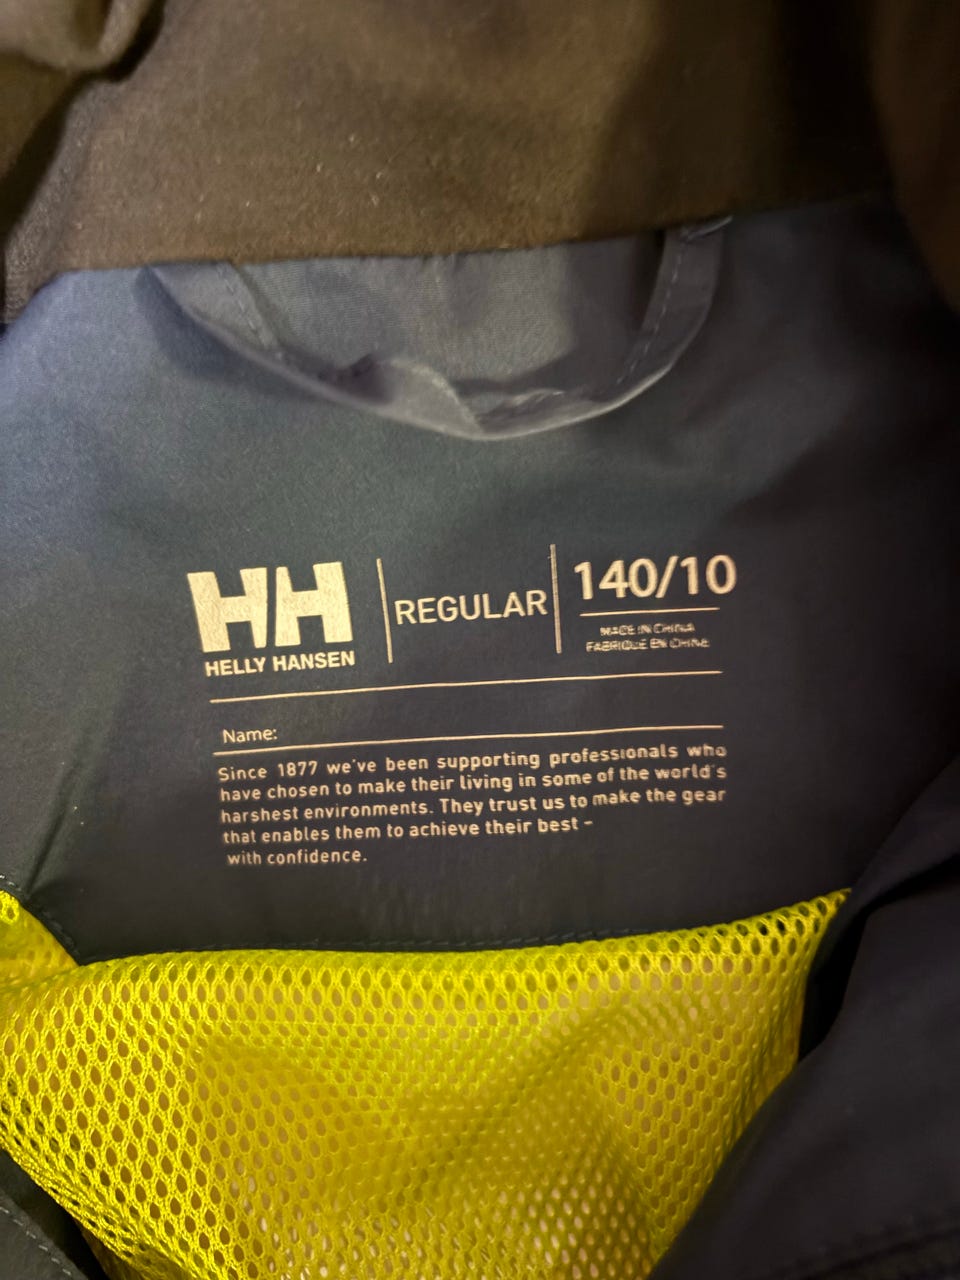 HH
HELLY HANSEN
REGULAR
140/10
MADE IN CHINA
FABRIQUE EN CHINE
Name:
Since 1877 we've been supporting professionals who
have chosen to make their living in some of the world's
harshest environments. They trust us to make the gear
that enables them to achieve their best –
with confidence.